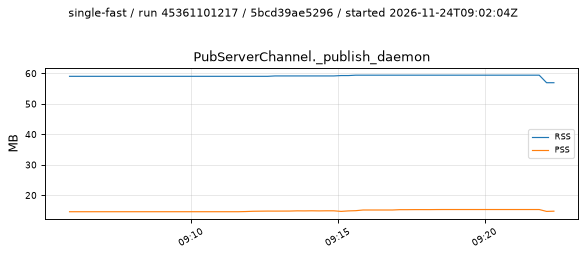 single-fast / run 45361101217 / 5bcd39ae5296 / started 2026-11-24T09:02:04Z
PubServerChannel._publish_daemon
60
50
40
30
20
MB
RSS
PSS
09:10
09:15
09:20